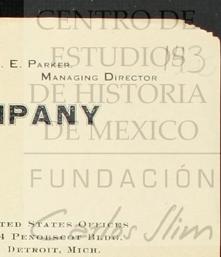 CENTRO DE
ESTUDIOS
DE HISTORIA
DE MEXICO
FUNDACIÓN
Carlos Slim
. E. PARKER
MANAGING DIRECTOR
MPANY
TED STATES OFFICES
4 PENOBSCOT BLDG.
DETROIT, MICH.